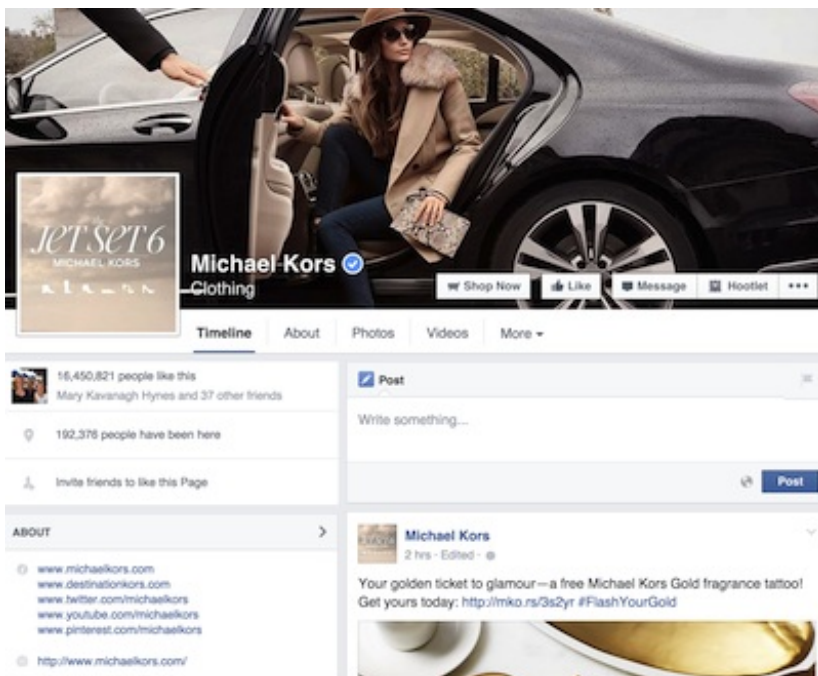 JET SET 6
MICHAEL KORS
Michael Kors
Clothing
Shop Now
Like
Message
Hootlet
Timeline
About
Photos
Videos
More
16,450,821 people like this
Mary Kavanagh Hynes and 37 other friends
192,376 people have been here
Invite friends to like this Page
ABOUT
www.michaelkors.com
www.destinationkors.com
www.twitter.com/michaelkors
www.youtube.com/michaelkors
www.pinterest.com/michaelkors
http://www.michaelkors.com/
Post
Write something...
Post
Michael Kors
2 hrs · Edited ·
Your golden ticket to glamour—a free Michael Kors Gold fragrance tattoo!
Get yours today: http://mko.rs/3s2yr #FlashYourGold